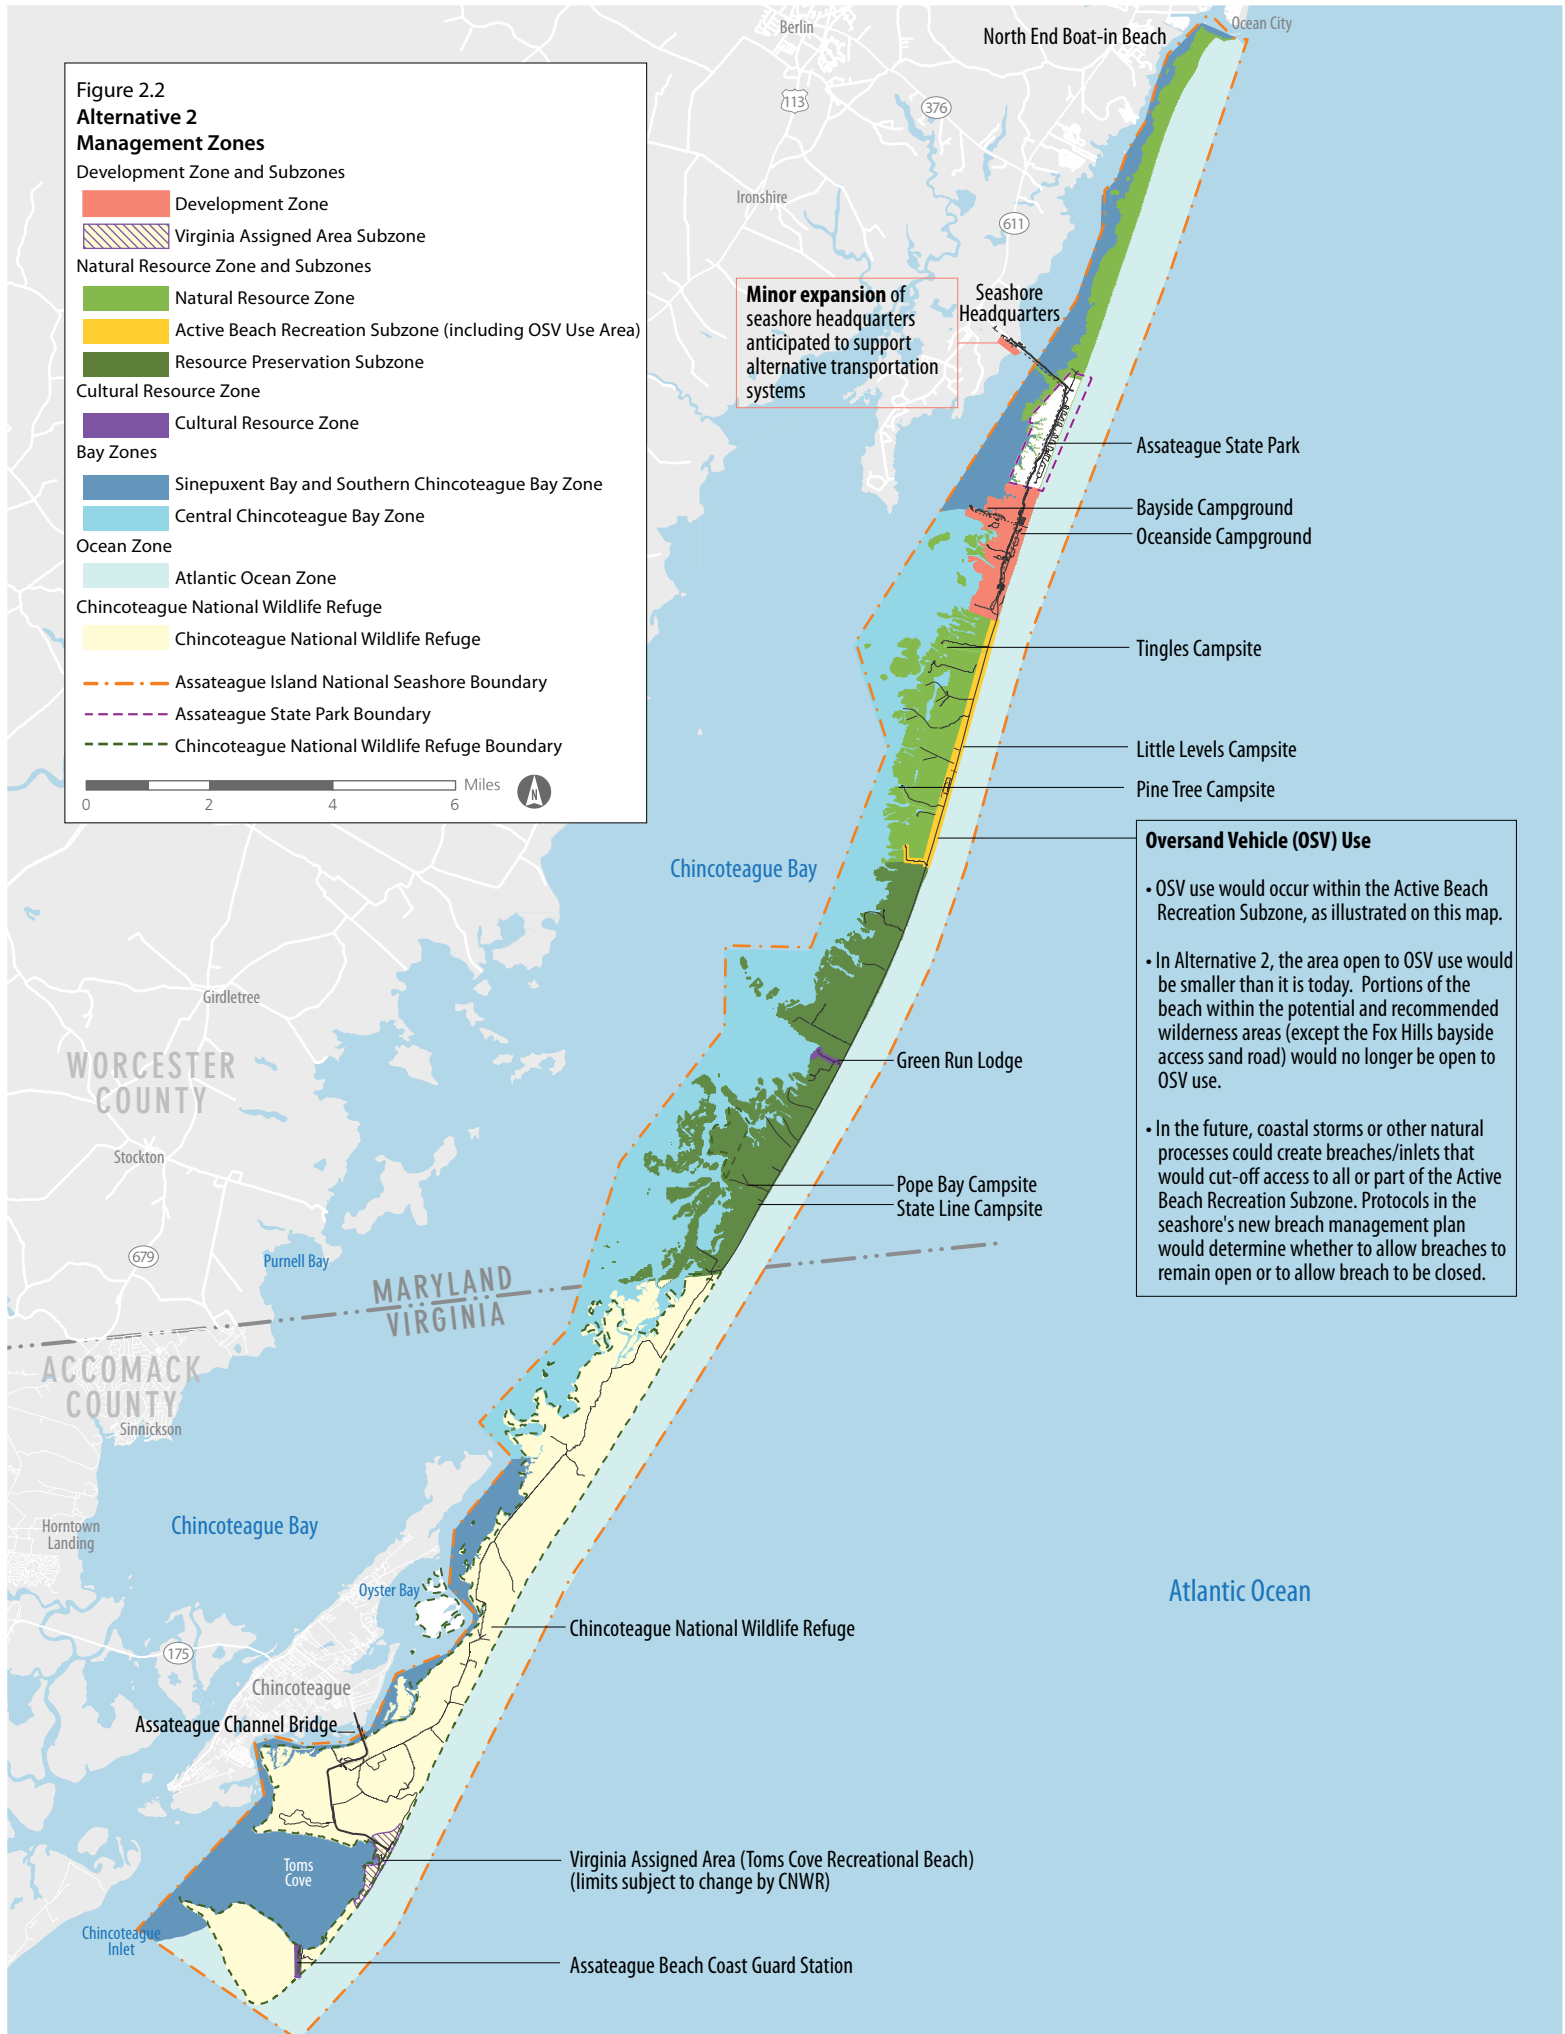 Figure 2.2
Alternative 2
Management Zones
Development Zone and Subzones
Development Zone
Virginia Assigned Area Subzone
Natural Resource Zone and Subzones
Natural Resource Zone
Active Beach Recreation Subzone (including OSV Use Area)
Resource Preservation Subzone
Cultural Resource Zone
Cultural Resource Zone
Bay Zones
Sinepuxent Bay and Southern Chincoteague Bay Zone
Central Chincoteague Bay Zone
Ocean Zone
Atlantic Ocean Zone
Chincoteague National Wildlife Refuge
Chincoteague National Wildlife Refuge
Assateague Island National Seashore Boundary
Assateague State Park Boundary
Chincoteague National Wildlife Refuge Boundary
Miles
0 2 4 6
N
Berlin
Ocean City
North End Boat-in Beach
113
376
Ironshire
611
Minor expansion of
seashore headquarters
anticipated to support
alternative transportation
systems
Seashore
Headquarters
Assateague State Park
Bayside Campground
Oceanside Campground
Tingles Campsite
Little Levels Campsite
Pine Tree Campsite
Oversand Vehicle (OSV) Use
• OSV use would occur within the Active Beach
Recreation Subzone, as illustrated on this map.
• In Alternative 2, the area open to OSV use would
be smaller than it is today. Portions of the
beach within the potential and recommended
wilderness areas (except the Fox Hills bayside
access sand road) would no longer be open to
OSV use.
• In the future, coastal storms or other natural
processes could create breaches/inlets that
would cut-off access to all or part of the Active
Beach Recreation Subzone. Protocols in the
seashore's new breach management plan
would determine whether to allow breaches to
remain open or to allow breach to be closed.
Chincoteague Bay
Girdletree
WORCESTER
COUNTY
Green Run Lodge
Stockton
Pope Bay Campsite
State Line Campsite
679
Purnell Bay
MARYLAND
VIRGINIA
ACCOMACK
COUNTY
Sinnickson
Horntown
Landing
Chincoteague Bay
Oyster Bay
Atlantic Ocean
Chincoteague National Wildlife Refuge
175
Chincoteague
Assateague Channel Bridge
Toms
Cove
Virginia Assigned Area (Toms Cove Recreational Beach)
(limits subject to change by CNWR)
Chincoteague
Inlet
Assateague Beach Coast Guard Station